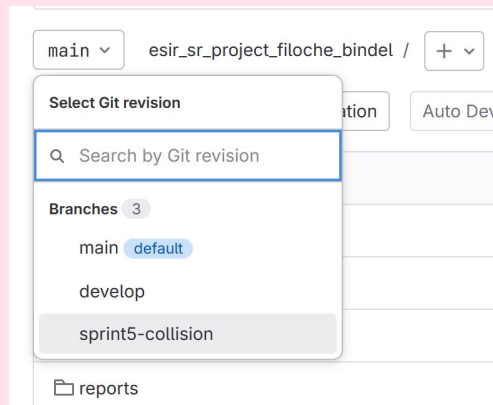 main esir_sr_project_filoche_bindel / +
Select Git revision
ation Auto Dev
Search by Git revision
Branches 3
main default
develop
sprint5-collision
reports